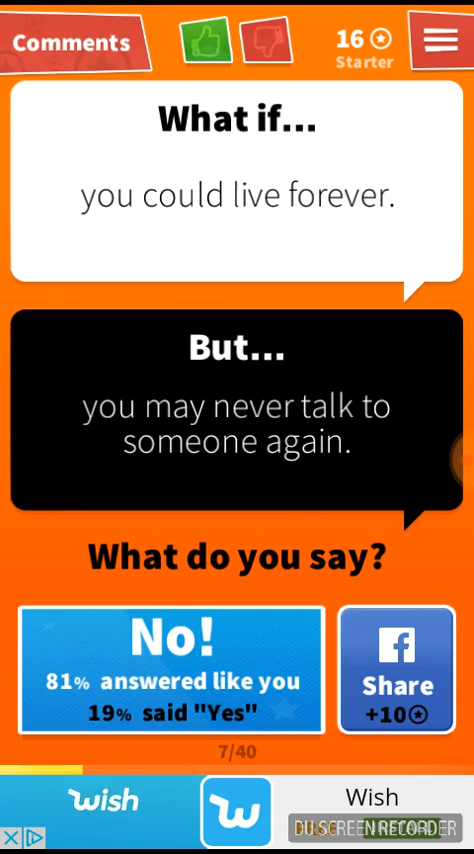 Comments
16
Starter
What if...
you could live forever.
But...
you may never talk to
someone again.
What do you say?
No!
81% answered like you
19% said "Yes"
Share
+10
7/40
wish
Wish
DU SCREEN RECORDER